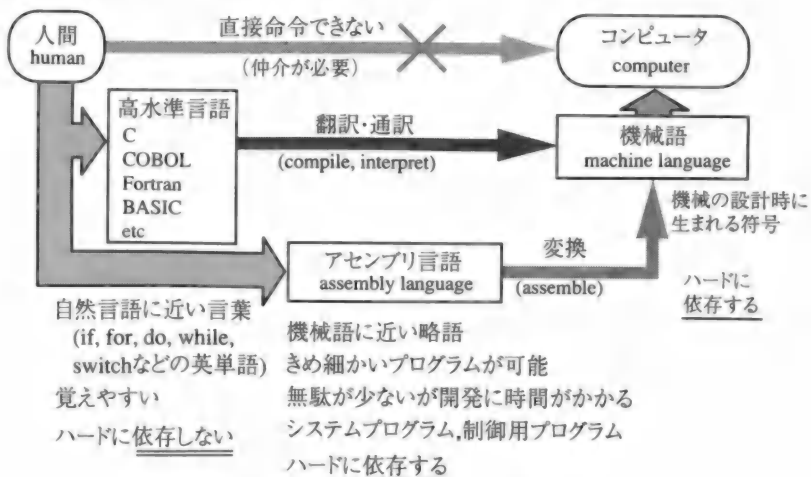 人間
human
直接命令できない
(仲介が必要)
コンピュータ
computer
高水準言語
C
COBOL
Fortran
BASIC
etc
翻訳・通訳
(compile, interpret)
機械語
machine language
機械の設計時に
生まれる符号
アセンブリ言語
assembly language
変換
(assemble)
ハードに
依存する
自然言語に近い言葉
(if, for, do, while,
switchなどの英単語)
覚えやすい
ハードに依存しない
機械語に近い略語
きめ細かいプログラムが可能
無駄が少ないが開発に時間がかかる
システムプログラム,制御用プログラム
ハードに依存する